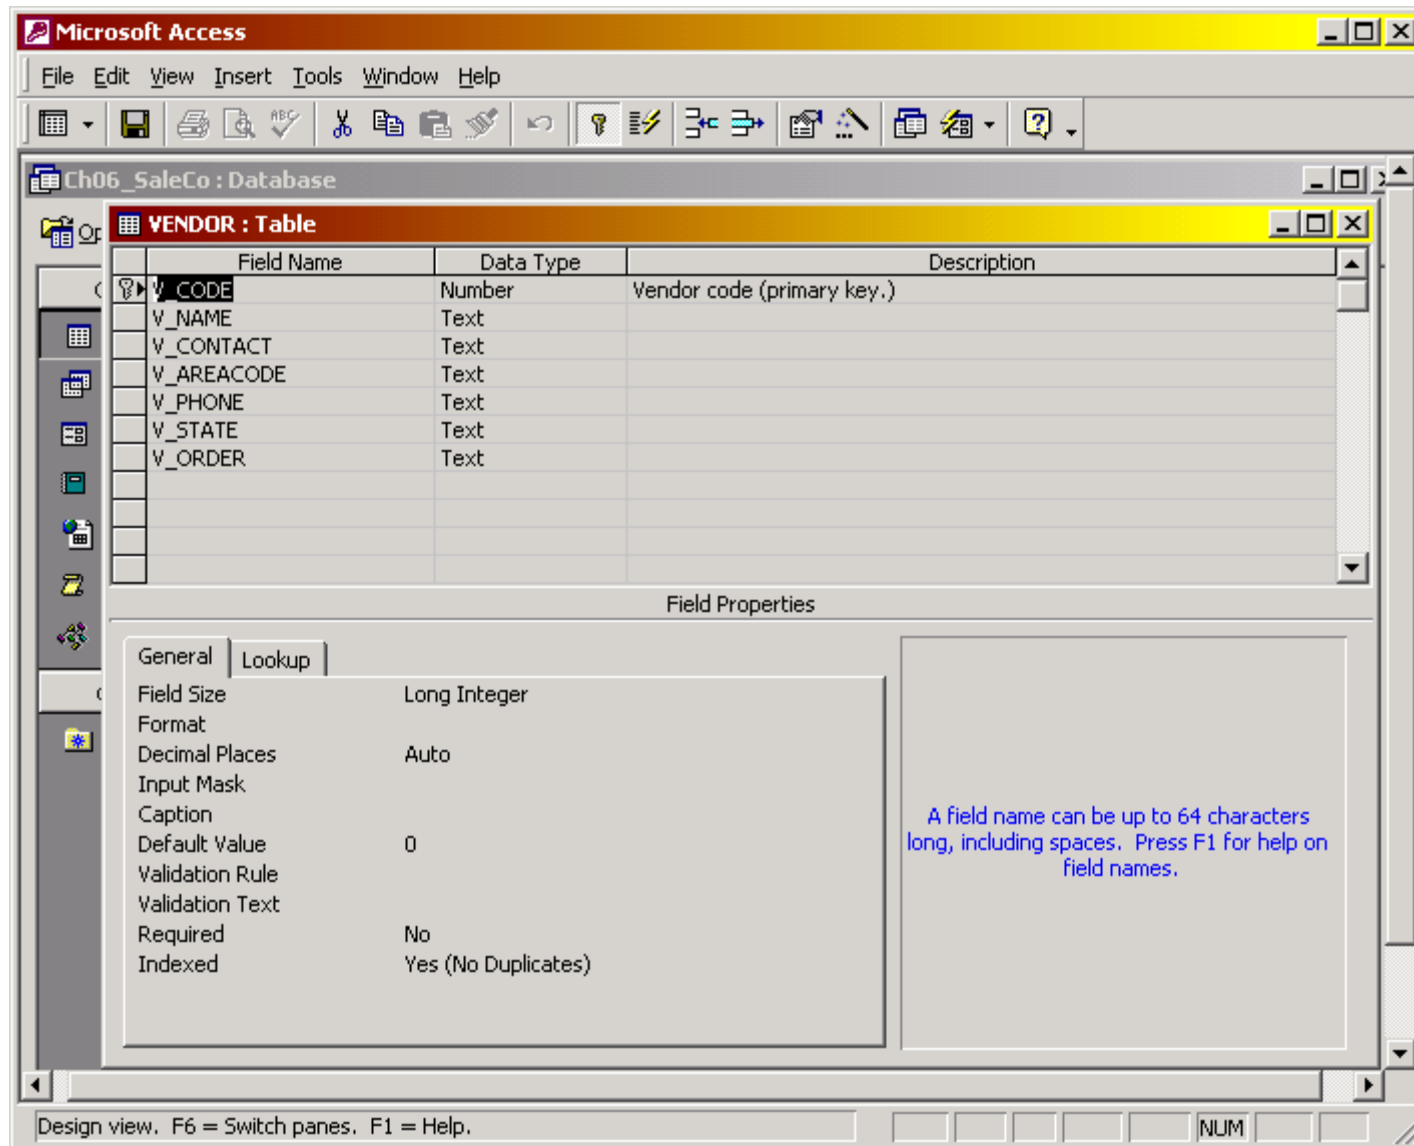 Microsoft Access
File Edit View Insert Tools Window Help
ABC
Ch06_SaleCo : Database
Op
VENDOR : Table
Field Name Data Type Description
V_CODE Number Vendor code (primary key.)
V_NAME Text
V_CONTACT Text
V_AREACODE Text
V_PHONE Text
V_STATE Text
V_ORDER Text
Field Properties
General Lookup
Field Size Long Integer
Format
Decimal Places Auto
Input Mask
Caption
Default Value 0
Validation Rule
Validation Text
Required No
Indexed Yes (No Duplicates)
A field name can be up to 64 characters
long, including spaces. Press F1 for help on
field names.
Design view. F6 = Switch panes. F1 = Help.
NUM